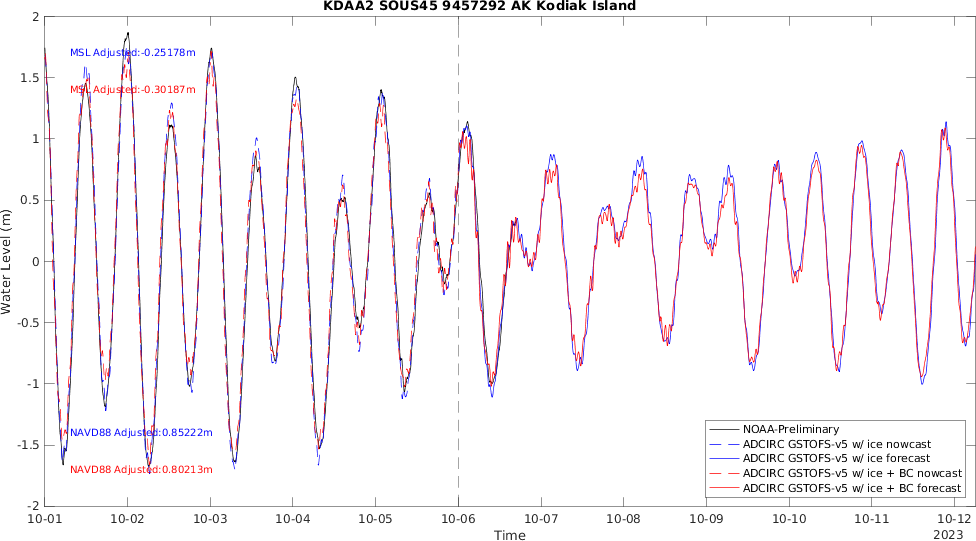 KDAA2 SOUS45 9457292 AK Kodiak Island
2
1.5
1
0.5
0
-0.5
-1
-1.5
-2
Water Level (m)
MSL Adjusted:-0.25178m
MSL Adjusted:-0.30187m
NAVD88 Adjusted:0.85222m
NAVD88 Adjusted:0.80213m
NOAA-Preliminary
ADCIRC GSTOFS-v5 w/ ice nowcast
ADCIRC GSTOFS-v5 w/ ice forecast
ADCIRC GSTOFS-v5 w/ ice + BC nowcast
ADCIRC GSTOFS-v5 w/ ice + BC forecast
10-01 10-02 10-03 10-04 10-05 10-06 10-07 10-08 10-09 10-10 10-11 10-12
Time
2023